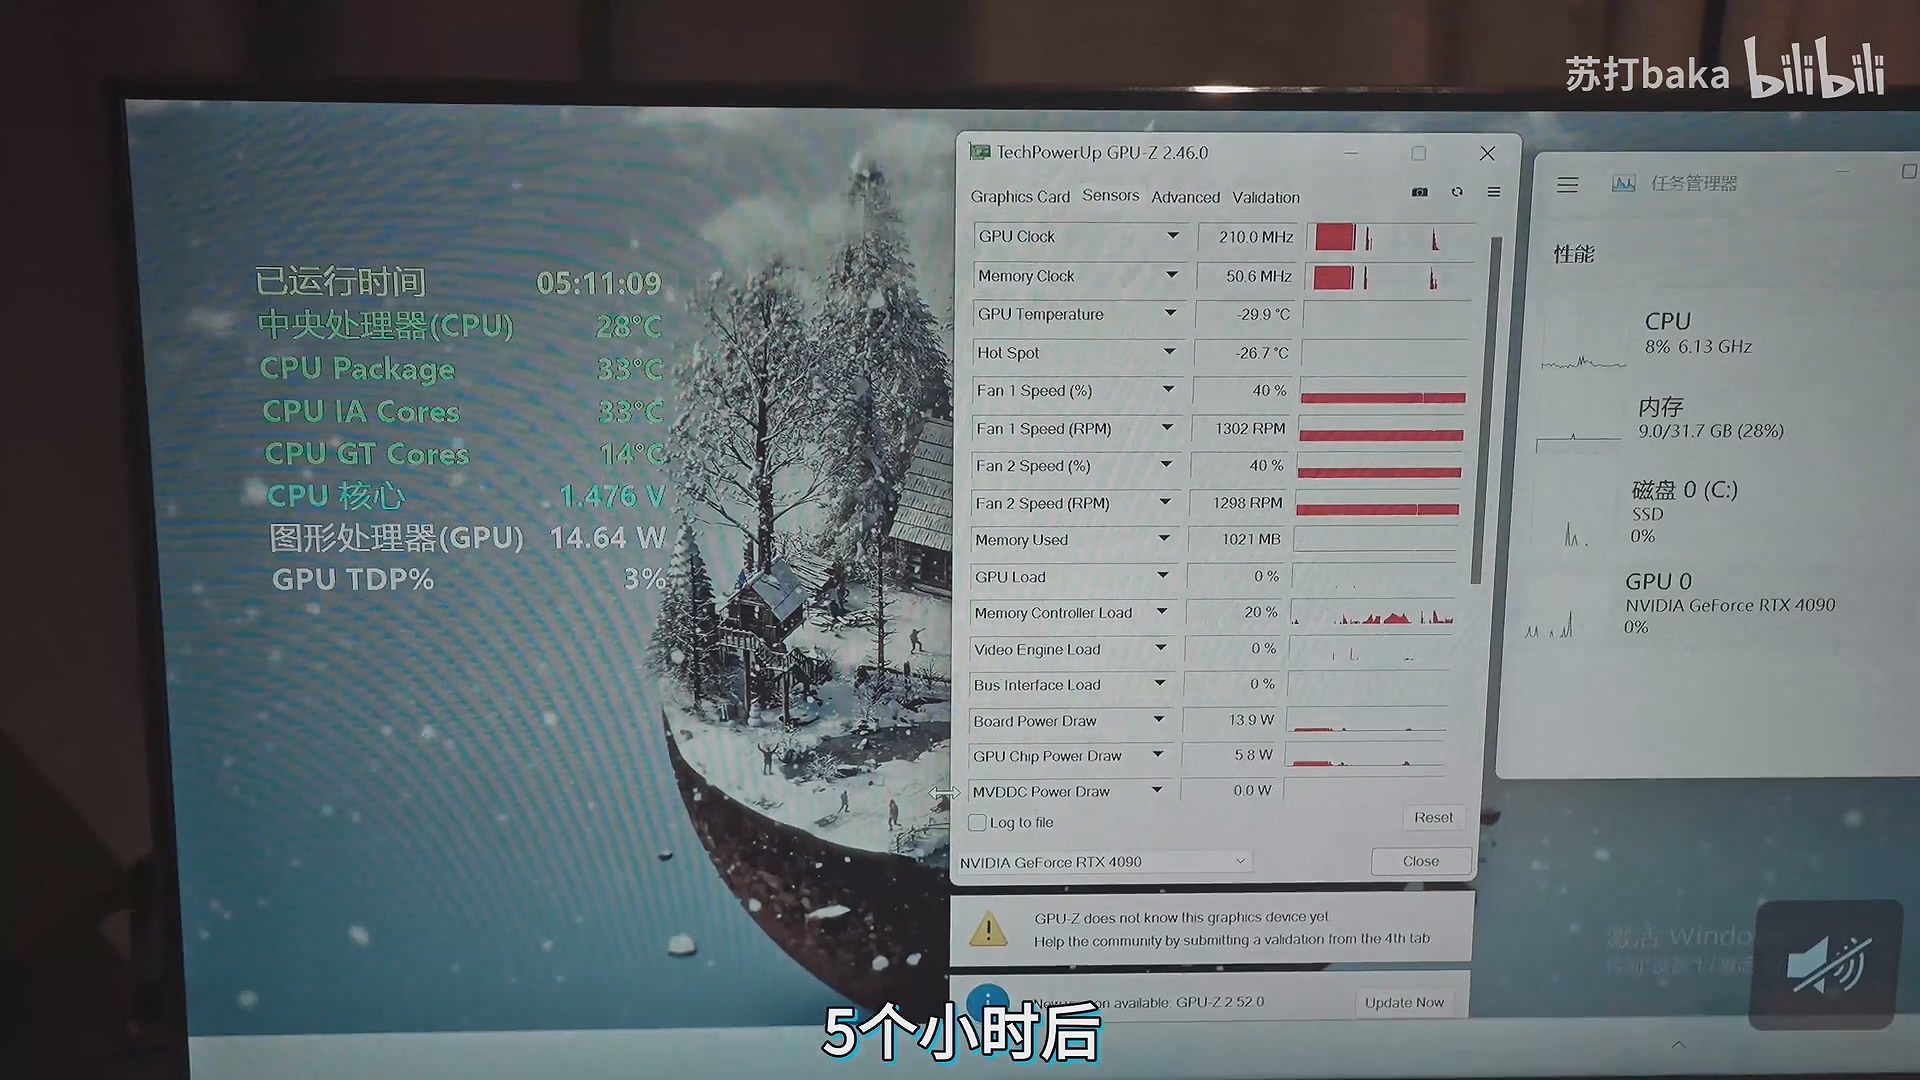 苏打baka bilibili
TechPowerUp GPU-Z 2.46.0
Graphics Card Sensors Advanced Validation
GPU Clock 210.0 MHz
Memory Clock 50.6 MHz
GPU Temperature -29.9 °C
Hot Spot -26.7 °C
Fan 1 Speed (%) 40 %
Fan 1 Speed (RPM) 1302 RPM
Fan 2 Speed (%) 40 %
Fan 2 Speed (RPM) 1298 RPM
Memory Used 1021 MB
GPU Load 0 %
Memory Controller Load 20 %
Video Engine Load 0 %
Bus Interface Load 0 %
Board Power Draw 13.9 W
GPU Chip Power Draw 5.8 W
MVDDC Power Draw 0.0 W
Log to file
Reset
NVIDIA GeForce RTX 4090
Close
GPU-Z does not know this graphics device yet.
Help the community by submitting a validation from the 4th tab
available: GPU-Z 2.52.0
Update Now
已运行时间 05:11:09
中央处理器(CPU) 28°C
CPU Package 33°C
CPU IA Cores 33°C
CPU GT Cores 14°C
CPU 核心 1.476 V
图形处理器(GPU) 14.64 W
GPU TDP% 3%
任务管理器
性能
CPU
8% 6.13 GHz
内存
9.0/31.7 GB (28%)
磁盘 0 (C:)
SSD
0%
GPU 0
NVIDIA GeForce RTX 4090
0%
激活 Windo
5个小时后